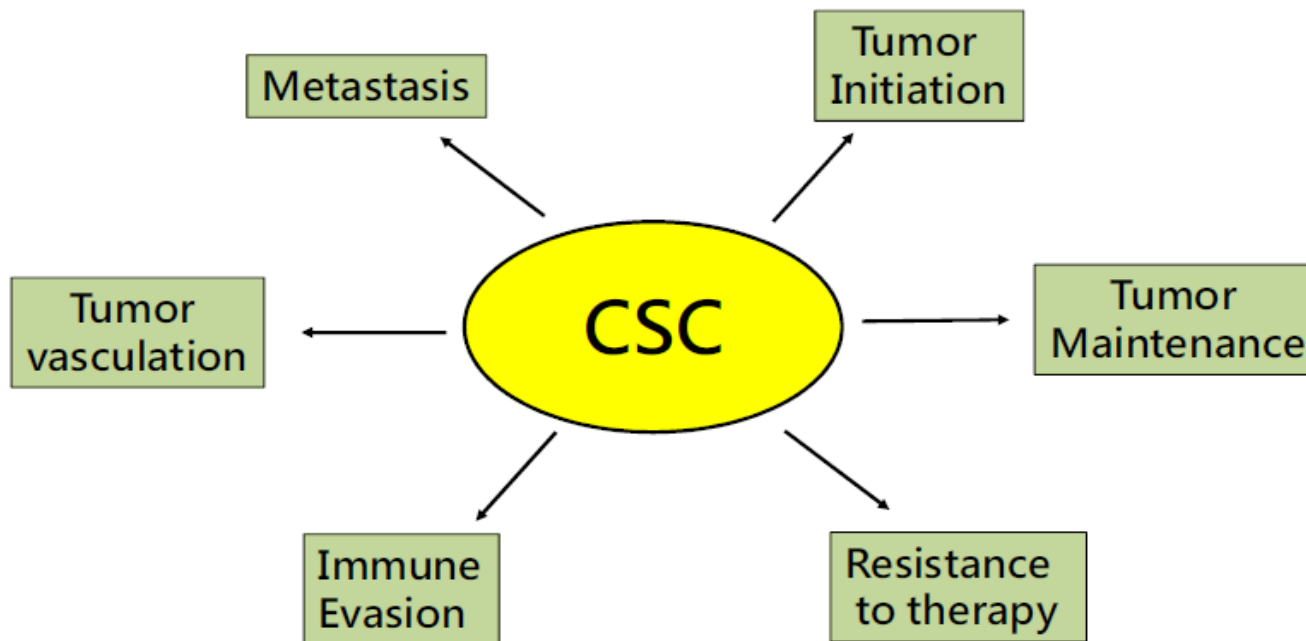 Tumor
Initiation
Metastasis
CSC
Tumor
Maintenance
Tumor
vasculation
Immune
Evasion
Resistance
to therapy